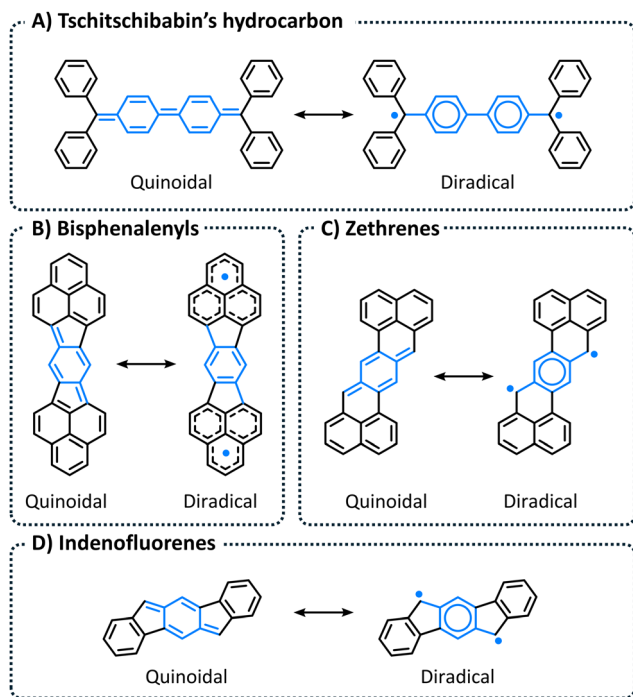 A) Tschitschibabin's hydrocarbon
Quinoidal
Diradical
B) Bisphenalenyls
Quinoidal
Diradical
C) Zethrenes
Quinoidal
Diradical
D) Indenofluorenes
Quinoidal
Diradical